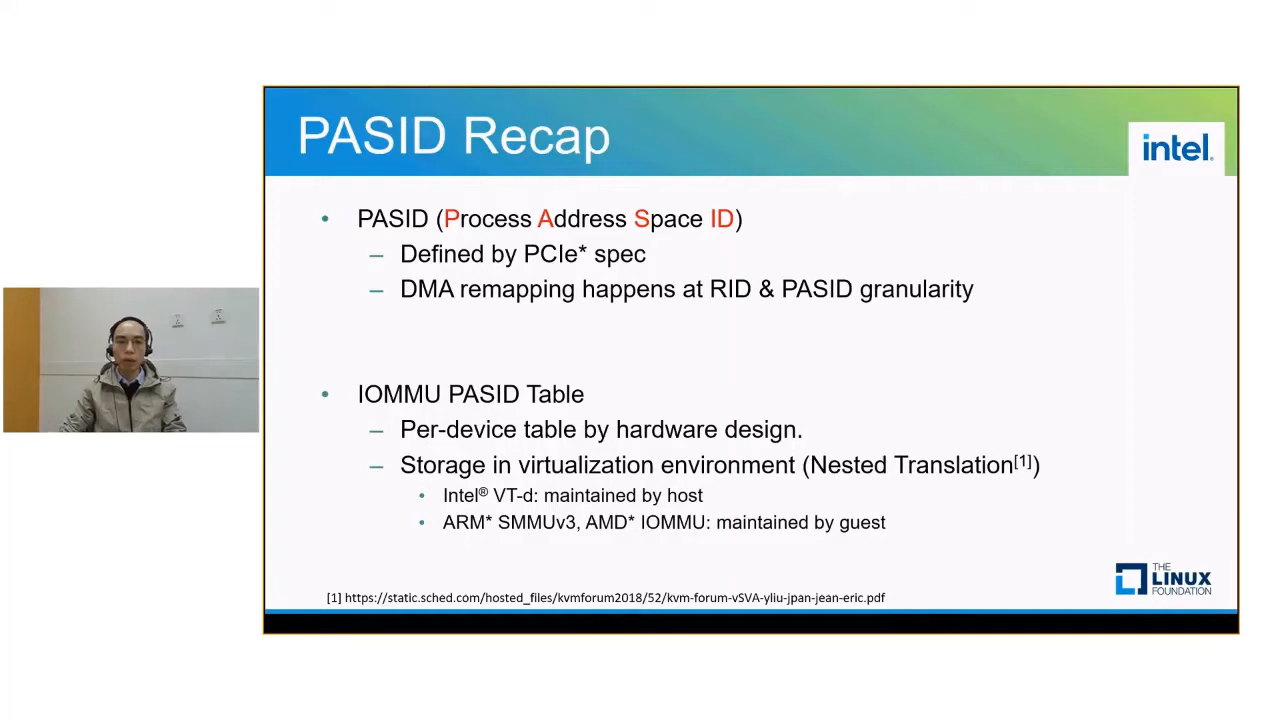 PASID Recap
intel.
• PASID (Process Address Space ID)
– Defined by PCIe* spec
– DMA remapping happens at RID & PASID granularity
• IOMMU PASID Table
– Per-device table by hardware design.
– Storage in virtualization environment (Nested Translation[1])
• Intel® VT-d: maintained by host
• ARM* SMMUv3, AMD* IOMMU: maintained by guest
THE
LINUX
FOUNDATION
[1] https://static.sched.com/hosted_files/kvmforum2018/52/kvm-forum-vSVA-yliu-jpan-jean-eric.pdf